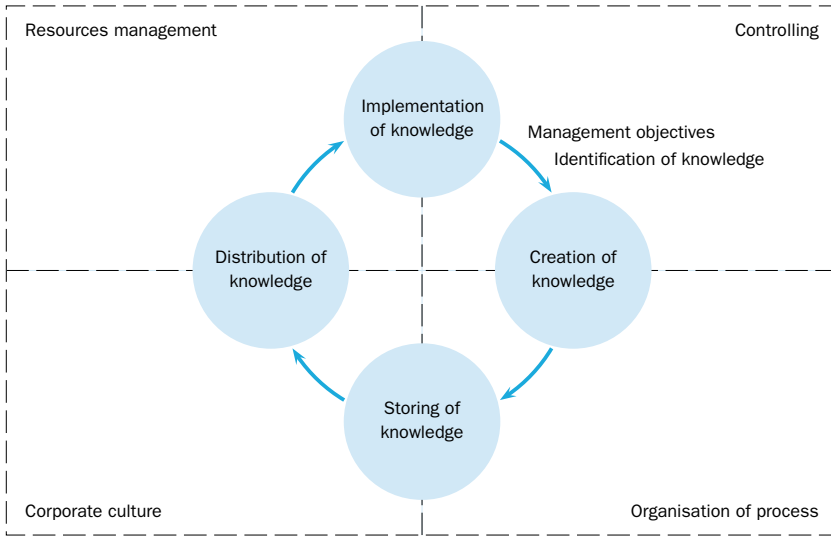 Resources management
Controlling
Implementation
of knowledge
Management objectives
Identification of knowledge
Distribution of
knowledge
Creation of
knowledge
Storing of
knowledge
Corporate culture
Organisation of process